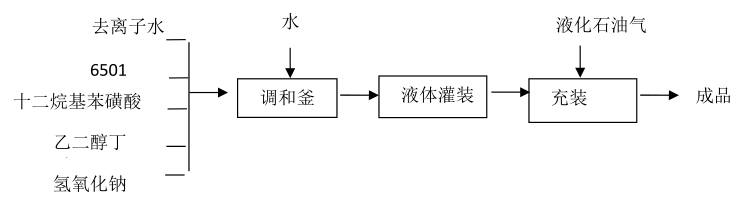 去离子水
6501
十二烷基苯磺酸
乙二醇丁
氢氧化钠
水
调和釜
液体灌装
液化石油气
充装
成品